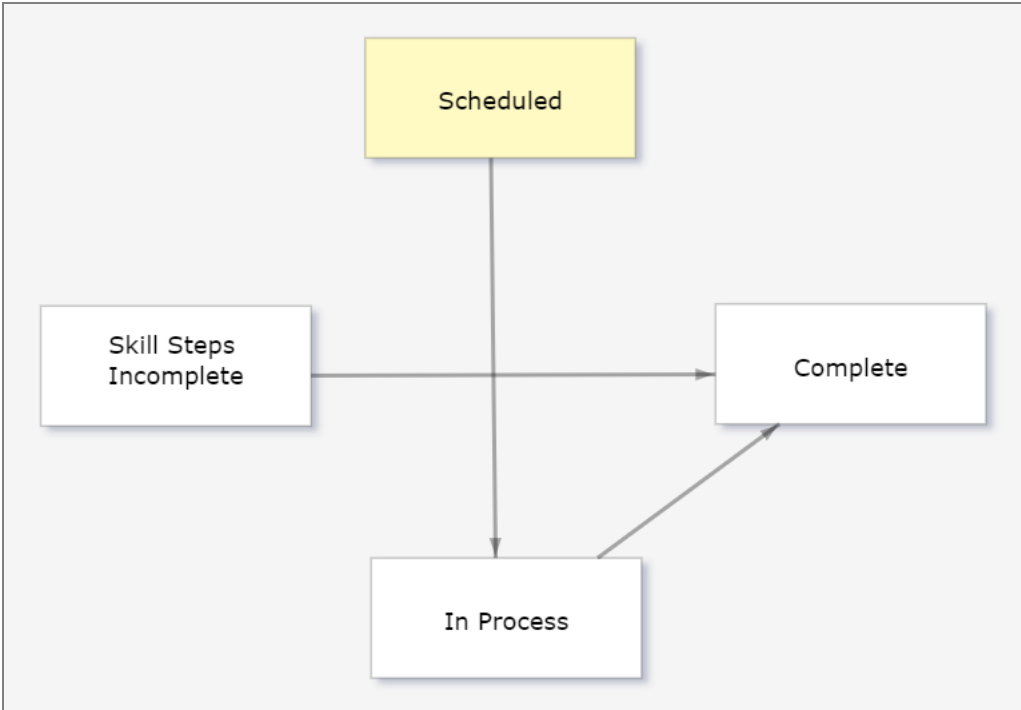 Scheduled
Skill Steps
Incomplete
Complete
In Process